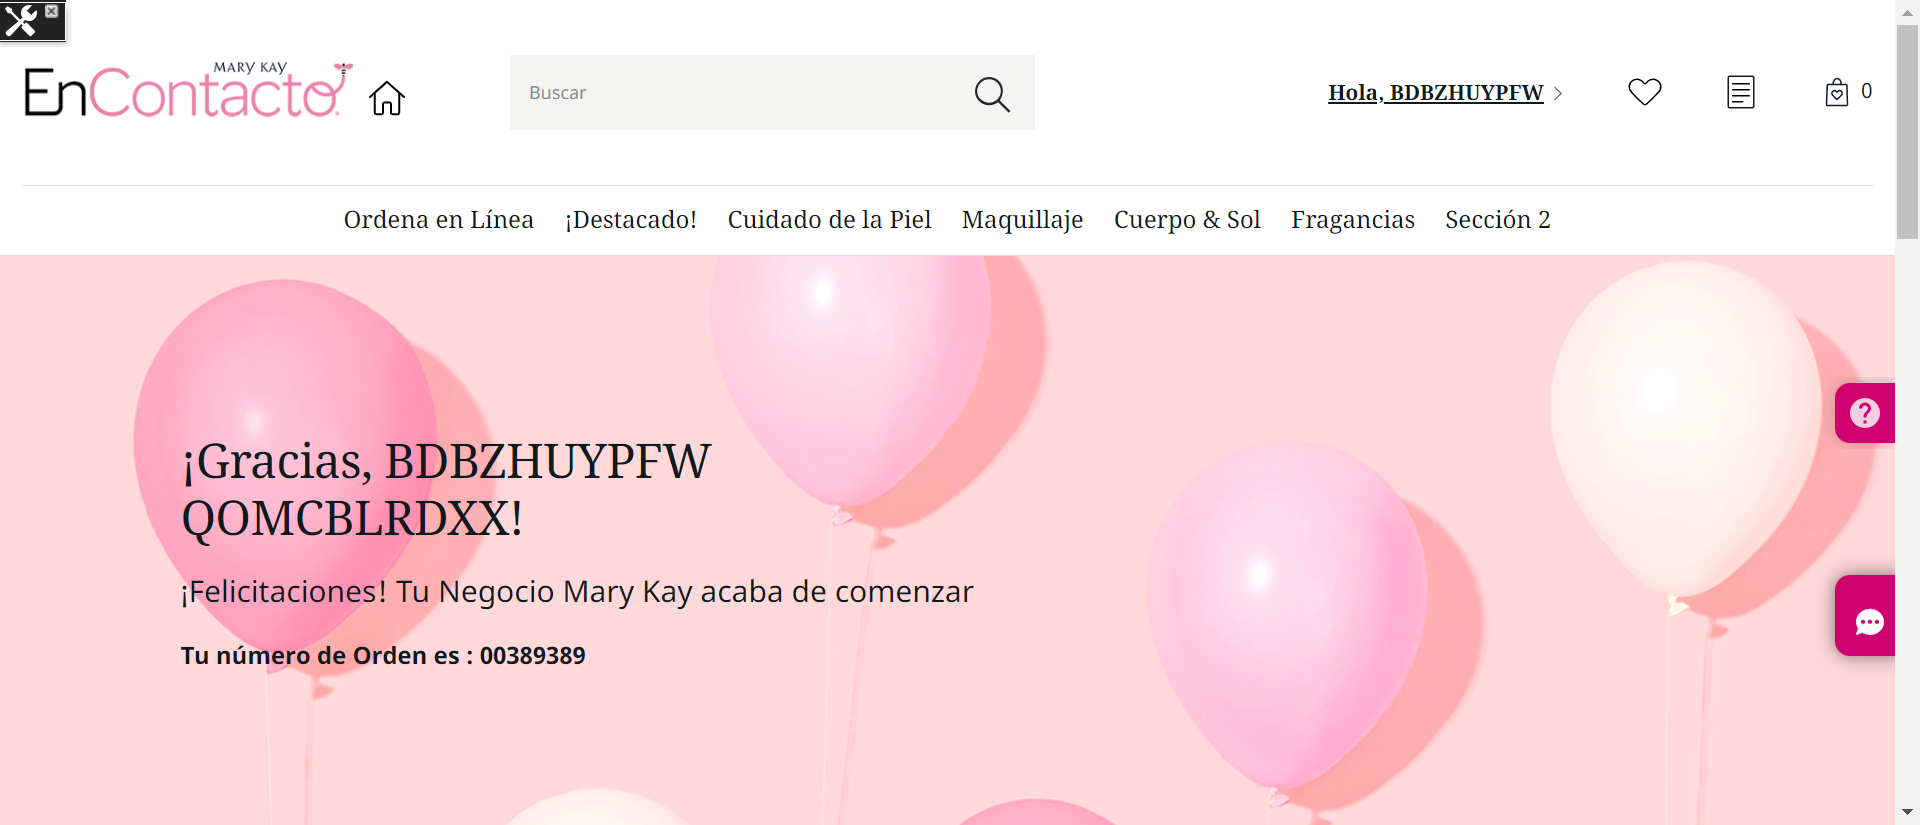 MARY KAY
EnContacto
Buscar
Hola, BDBZHUYPFW
0
Ordena en Línea ¡Destacado! Cuidado de la Piel Maquillaje Cuerpo & Sol Fragancias Sección 2
¡Gracias, BDBZHUYPFW
QOMCBLRDXX!
¡Felicitaciones! Tu Negocio Mary Kay acaba de comenzar
Tu número de Orden es : 00389389